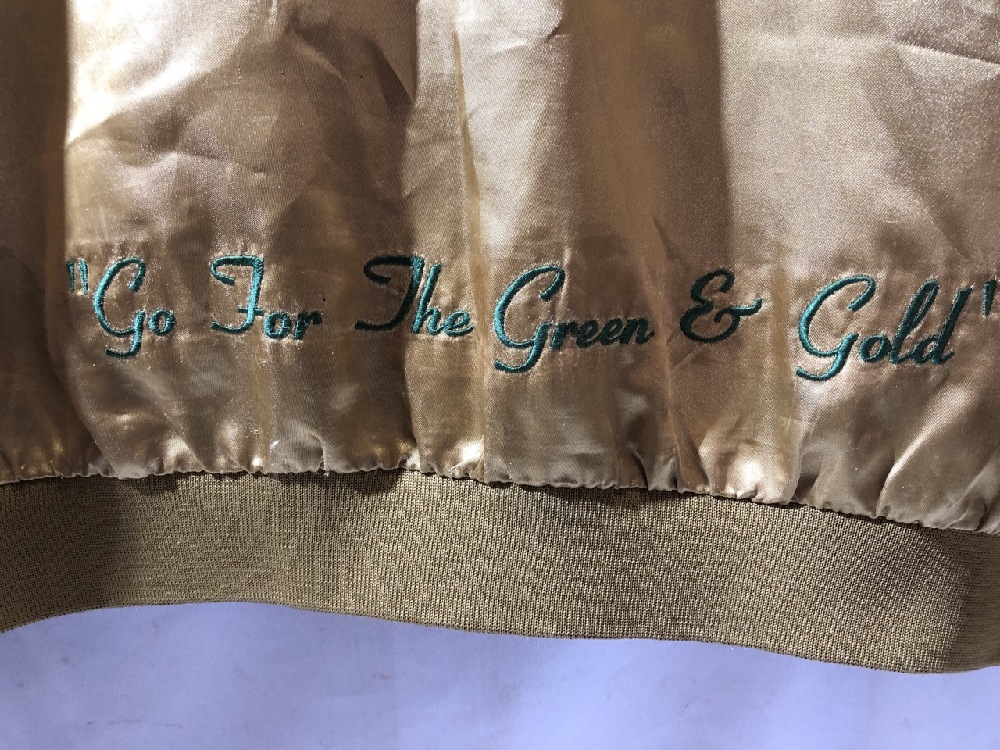 "Go For The Green & Gold"